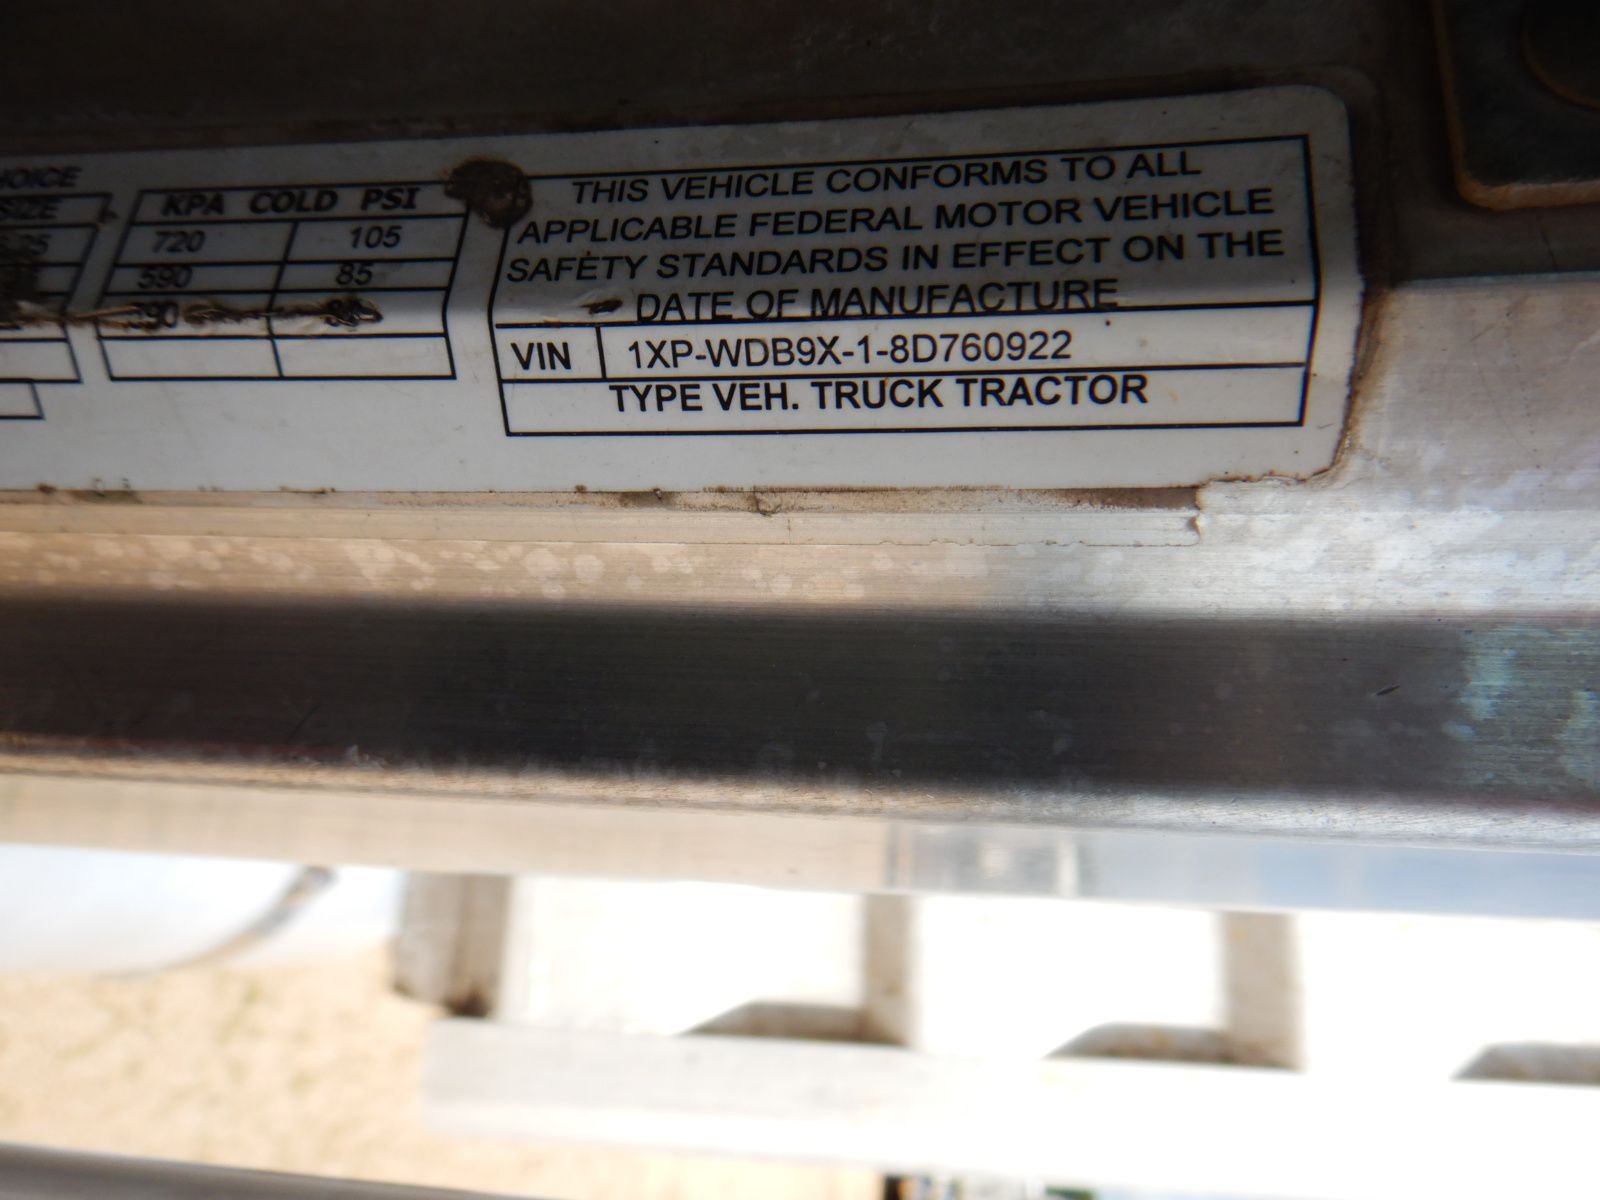 KPA COLD PSI
720 105
590 85
THIS VEHICLE CONFORMS TO ALL
APPLICABLE FEDERAL MOTOR VEHICLE
SAFETY STANDARDS IN EFFECT ON THE
DATE OF MANUFACTURE
VIN 1XP-WDB9X-1-8D760922
TYPE VEH. TRUCK TRACTOR